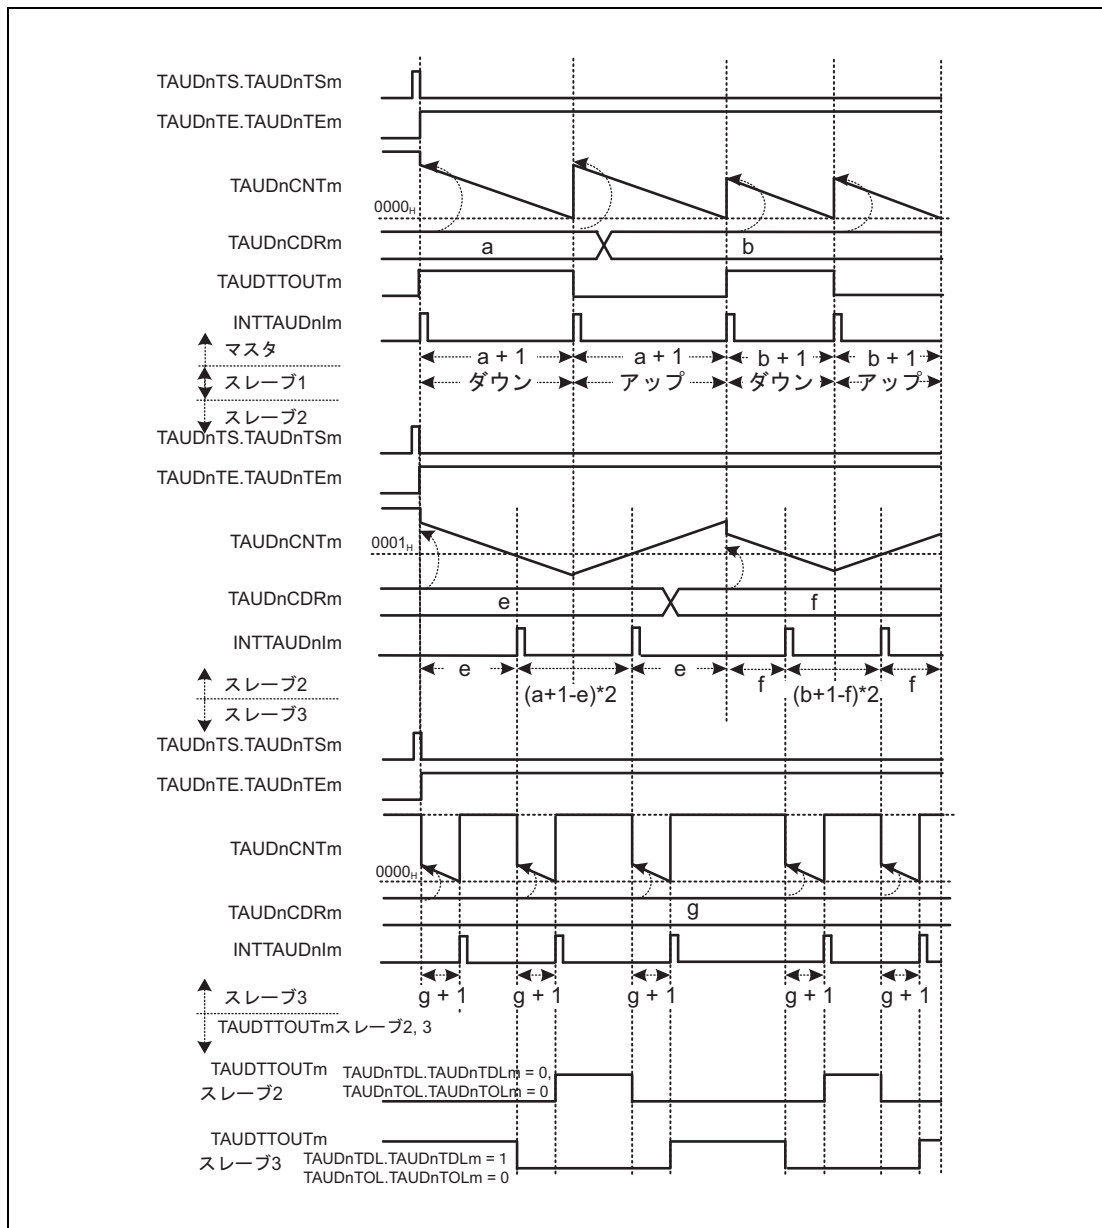 TAUDnTS.TAUDnTSm
TAUDnTE.TAUDnTEm
TAUDnCNTm
0000H
TAUDnCDRm
a
b
TAUDTTOUTm
INTTAUDnIm
マスタ
a + 1
a + 1
b + 1
b + 1
スレーブ1
ダウン
アップ
ダウン
アップ
スレーブ2
TAUDnTS.TAUDnTSm
TAUDnTE.TAUDnTEm
TAUDnCNTm
0001H
TAUDnCDRm
e
f
INTTAUDnIm
e
(a+1-e)*2
e
f
(b+1-f)*2
f
スレーブ2
スレーブ3
TAUDnTS.TAUDnTSm
TAUDnTE.TAUDnTEm
TAUDnCNTm
0000H
TAUDnCDRm
g
INTTAUDnIm
g + 1
g + 1
g + 1
g + 1
g + 1
スレーブ3
TAUDTTOUTmスレーブ2, 3
TAUDTTOUTm
スレーブ2
TAUDnTDL.TAUDnTDLm = 0,
TAUDnTOL.TAUDnTOLm = 0
TAUDTTOUTm
スレーブ3
TAUDnTDL.TAUDnTDLm = 1
TAUDnTOL.TAUDnTOLm = 0